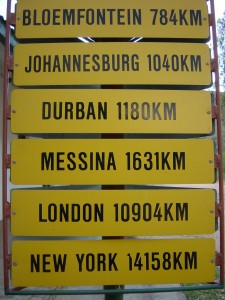 BLOEMFONTEIN 784KM
JOHANNESBURG 1040KM
DURBAN 1180KM
MESSINA 1631KM
LONDON 10904KM
NEW YORK 14158KM